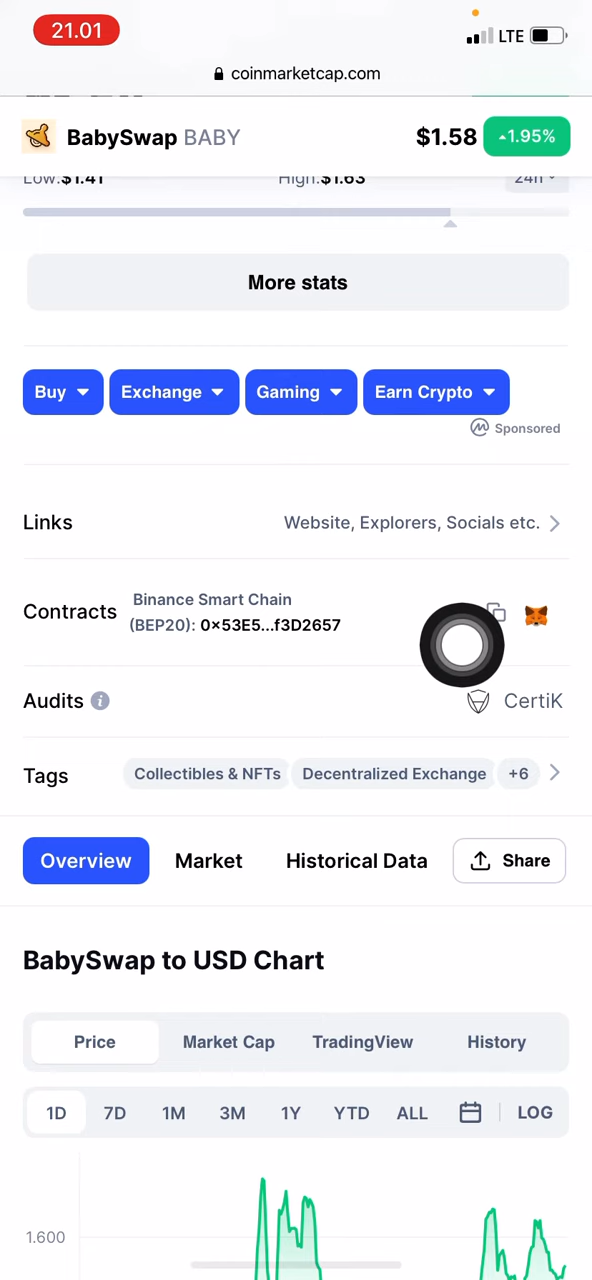 21.01
LTE
coinmarketcap.com
BabySwap BABY $1.58 1.95%
Low:$1.41 High:$1.63 24h
More stats
Buy Exchange Gaming Earn Crypto
Sponsored
Links Website, Explorers, Socials etc.
Contracts Binance Smart Chain
(BEP20): 0x53E5...f3D2657
Audits i CertiK
Tags Collectibles & NFTs Decentralized Exchange +6
Overview Market Historical Data Share
BabySwap to USD Chart
Price Market Cap TradingView History
1D 7D 1M 3M 1Y YTD ALL LOG
1.600